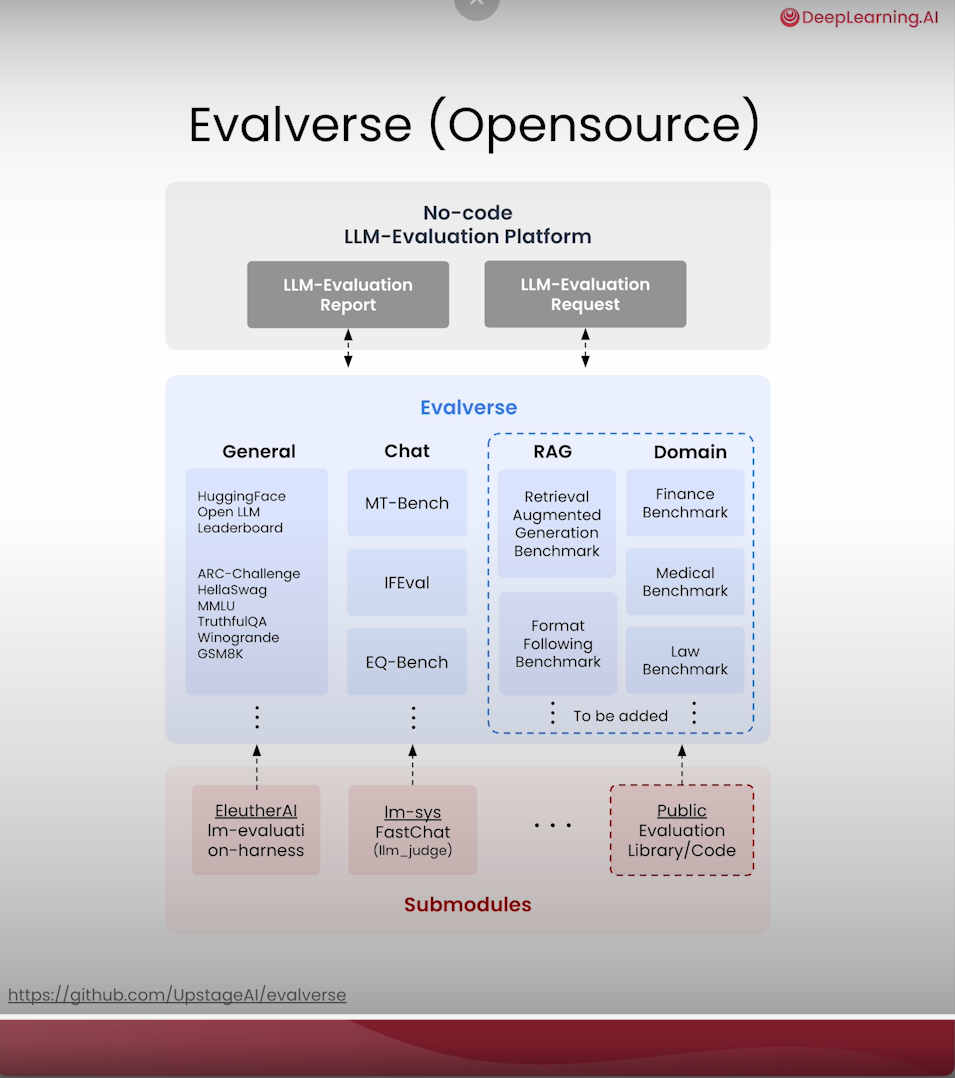 DeepLearning.AI
Evalverse (Opensource)
No-code
LLM-Evaluation Platform
LLM-Evaluation
Report
LLM-Evaluation
Request
Evalverse
General
HuggingFace
Open LLM
Leaderboard
ARC-Challenge
HellaSwag
MMLU
TruthfulQA
Winogrande
GSM8K
Chat
MT-Bench
IFEval
EQ-Bench
RAG
Retrieval
Augmented
Generation
Benchmark
Format
Following
Benchmark
Domain
Finance
Benchmark
Medical
Benchmark
Law
Benchmark
To be added
EleutherAI
lm-evaluati
on-harness
lm-sys
FastChat
(llm_judge)
. . .
Public
Evaluation
Library/Code
Submodules
https://github.com/UpstageAI/evalverse